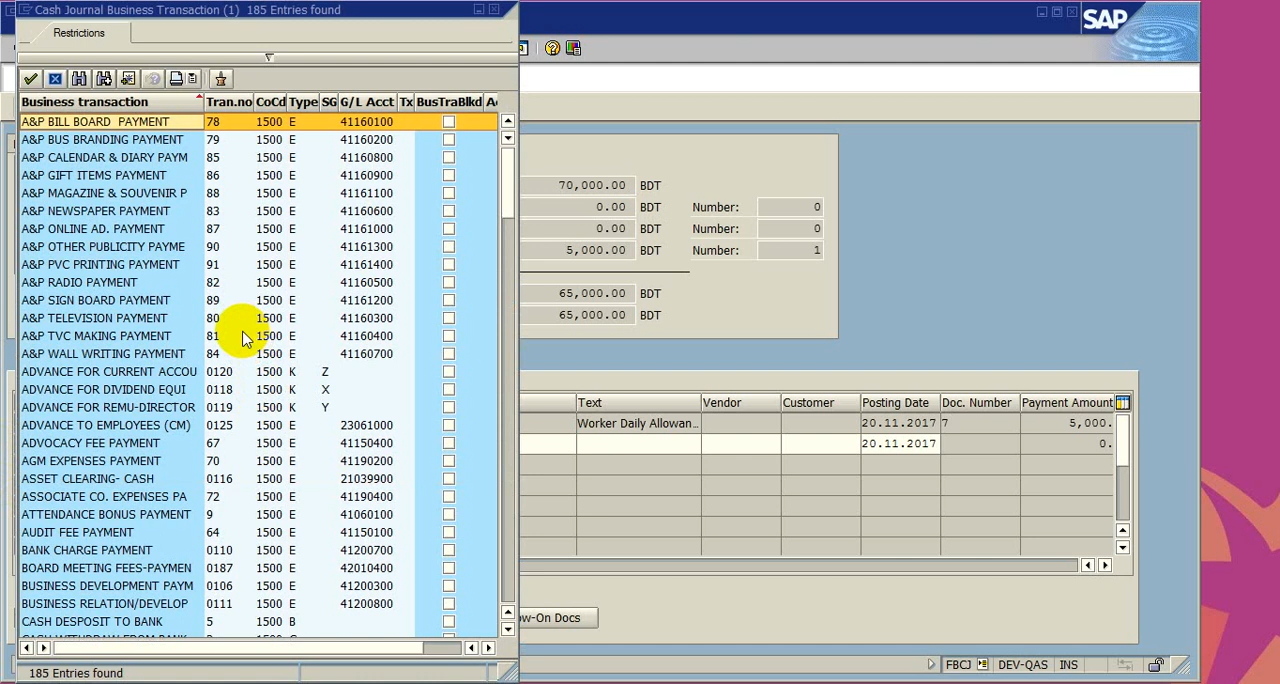 Cash Journal Business Transaction (1)  185 Entries found
SAP
Restrictions
Business transaction Tran.no CoCd Type SG G/L Acct Tx BusTraBlkd
A&P BILL BOARD  PAYMENT 78 1500 E 41160100
A&P BUS BRANDING PAYMENT 79 1500 E 41160200
A&P CALENDAR & DIARY PAYM 85 1500 E 41160800
A&P GIFT ITEMS PAYMENT 86 1500 E 41160900
A&P MAGAZINE & SOUVENIR P 88 1500 E 41161100
A&P NEWSPAPER PAYMENT 83 1500 E 41160600
A&P ONLINE AD. PAYMENT 87 1500 E 41161000
A&P OTHER PUBLICITY PAYME 90 1500 E 41161300
A&P PVC PRINTING PAYMENT 91 1500 E 41161400
A&P RADIO PAYMENT 82 1500 E 41160500
A&P SIGN BOARD PAYMENT 89 1500 E 41161200
A&P TELEVISION PAYMENT 80 1500 E 41160300
A&P TVC MAKING PAYMENT 81 1500 E 41160400
A&P WALL WRITING PAYMENT 84 1500 E 41160700
ADVANCE FOR CURRENT ACCOU 0120 1500 K Z
ADVANCE FOR DIVIDEND EQUI 0118 1500 K X
ADVANCE FOR REMU-DIRECTOR 0119 1500 K Y
ADVANCE TO EMPLOYEES (CM) 0125 1500 E 23061000
ADVOCACY FEE PAYMENT 67 1500 E 41150400
AGM EXPENSES PAYMENT 70 1500 E 41190200
ASSET CLEARING- CASH 0116 1500 E 21039900
ASSOCIATE CO. EXPENSES PA 72 1500 E 41190400
ATTENDANCE BONUS PAYMENT 9 1500 E 41060100
AUDIT FEE PAYMENT 64 1500 E 41150100
BANK CHARGE PAYMENT 0110 1500 E 41200700
BOARD MEETING FEES-PAYMEN 0187 1500 E 42010400
BUSINESS DEVELOPMENT PAYM 0106 1500 E 41200300
BUSINESS RELATION/DEVELOP 0111 1500 E 41200800
CASH DESPOSIT TO BANK 5 1500 B
185 Entries found
70,000.00 BDT
0.00 BDT Number: 0
0.00 BDT Number: 0
5,000.00 BDT Number: 1
65,000.00 BDT
65,000.00 BDT
Text Vendor Customer Posting Date Doc. Number Payment Amount
Worker Daily Allowan... 20.11.2017 7 5,000.
20.11.2017 0.
ow-On Docs
FBCJ DEV-QAS INS